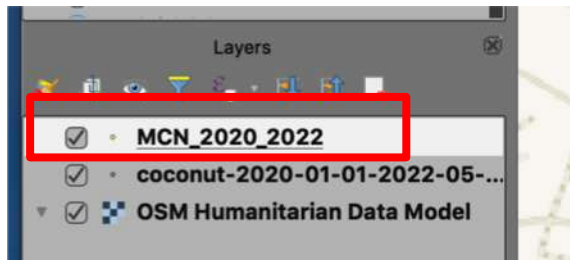 Layers
MCN_2020_2022
coconut-2020-01-01-2022-05-...
OSM Humanitarian Data Model